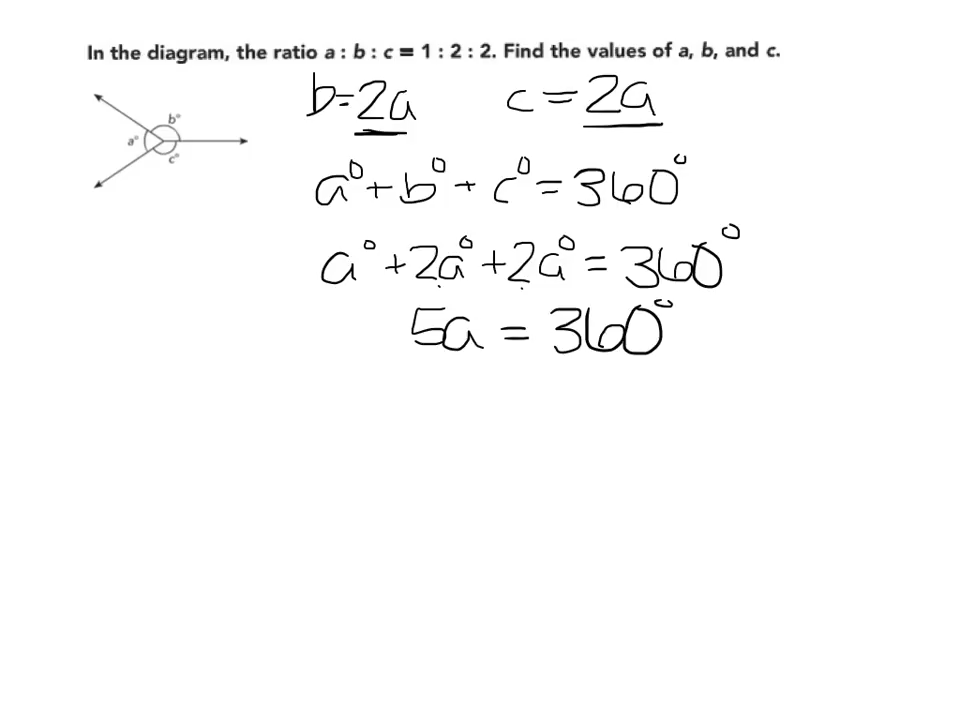 In the diagram, the ratio a : b : c = 1 : 2 : 2. Find the values of a, b, and c.
b=2a c = 2a
b°
a°
c°
a° + b° + c° = 360°
a° + 2a° + 2a° = 360°
5a = 360°